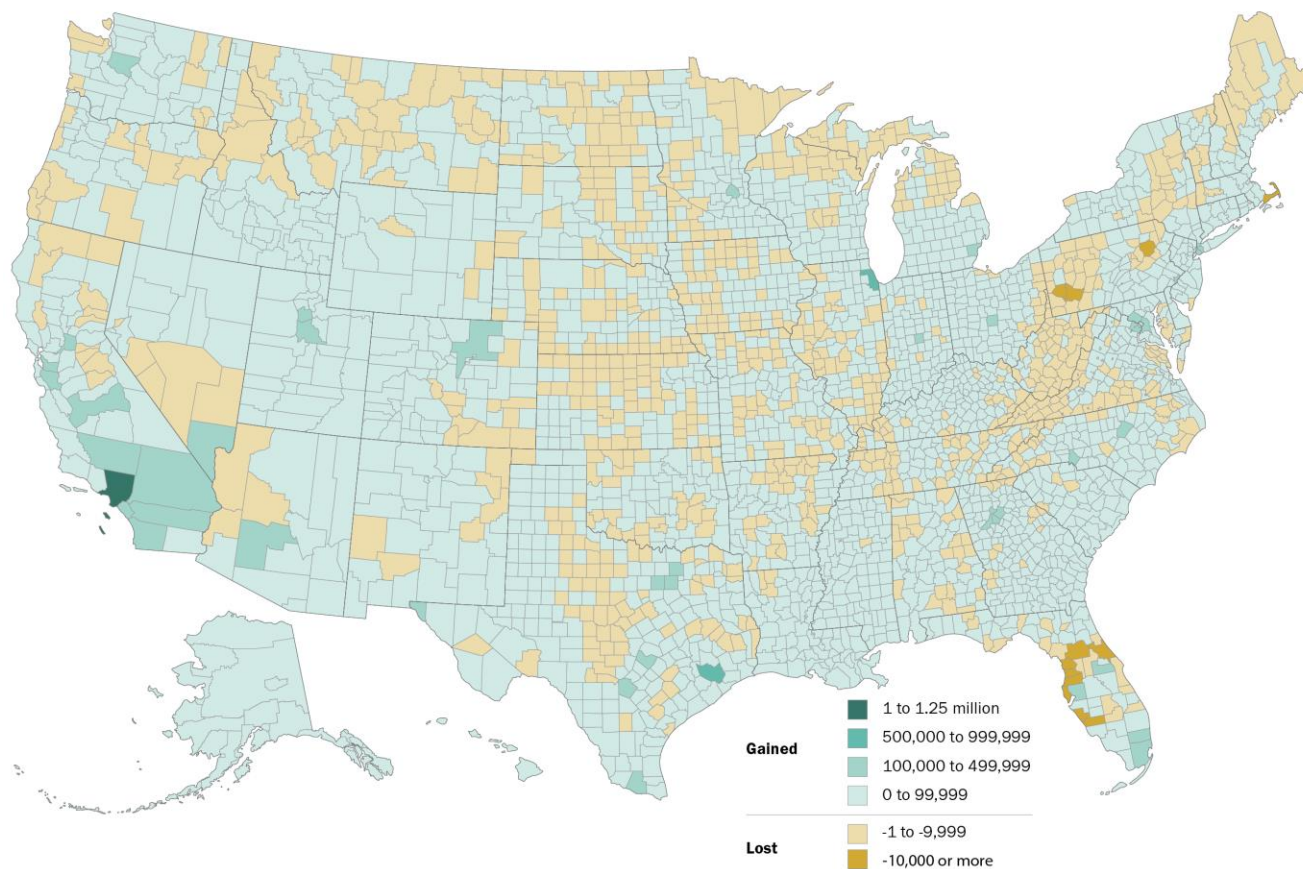 Gained
1 to 1.25 million
500,000 to 999,999
100,000 to 499,999
0 to 99,999
Lost
-1 to -9,999
-10,000 or more